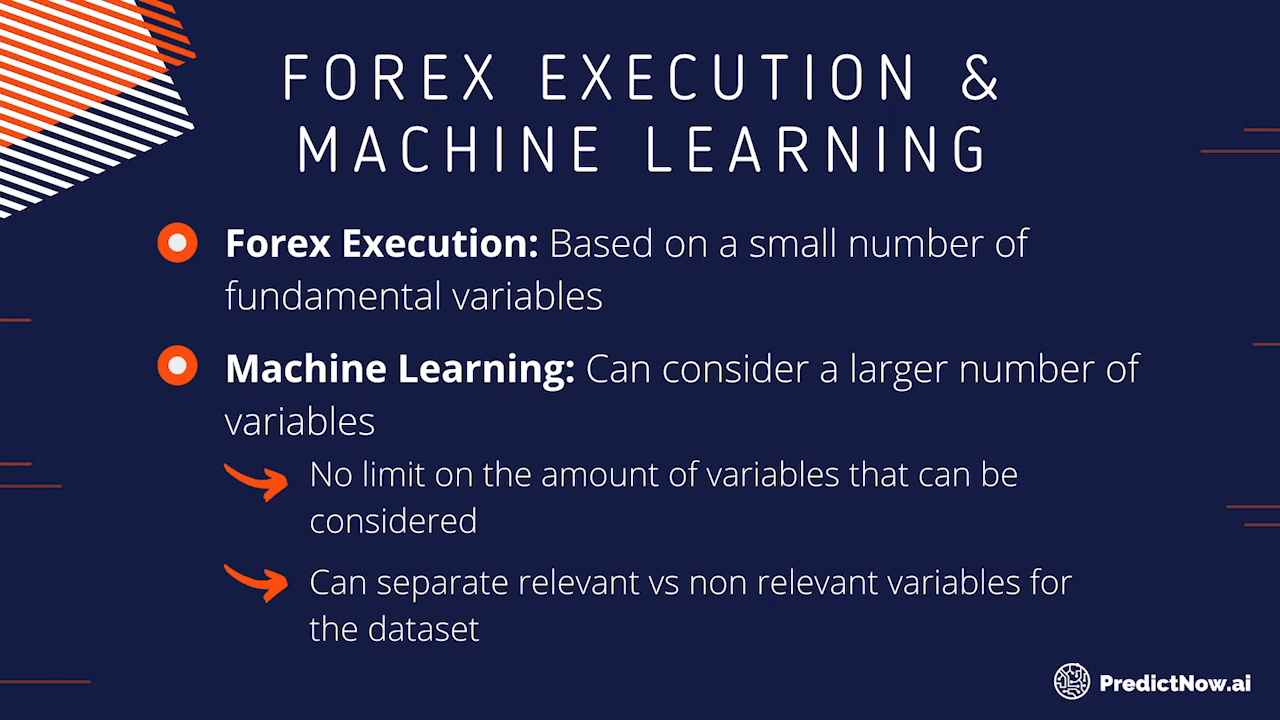 FOREX EXECUTION &
MACHINE LEARNING
Forex Execution: Based on a small number of
fundamental variables
Machine Learning: Can consider a larger number of
variables
No limit on the amount of variables that can be
considered
Can separate relevant vs non relevant variables for
the dataset
PredictNow.ai